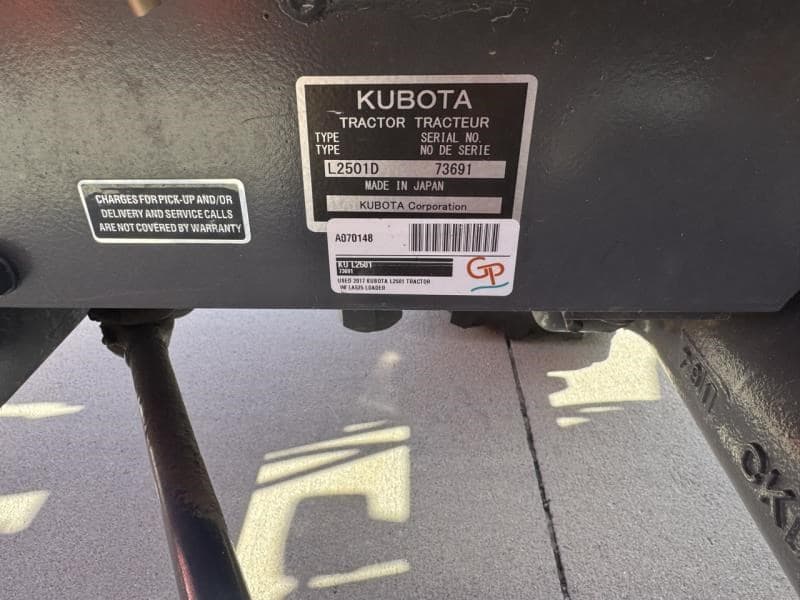 KUBOTA
TRACTOR TRACTEUR
TYPE SERIAL NO.
TYPE NO DE SERIE
L2501D 73691
MADE IN JAPAN
KUBOTA Corporation
CHARGES FOR PICK-UP AND/OR
DELIVERY AND SERVICE CALLS
ARE NOT COVERED BY WARRANTY
A070148
KU L2501
73691
GP
USED 2017 KUBOTA L2501 TRACTOR
W/ LA525 LOADER